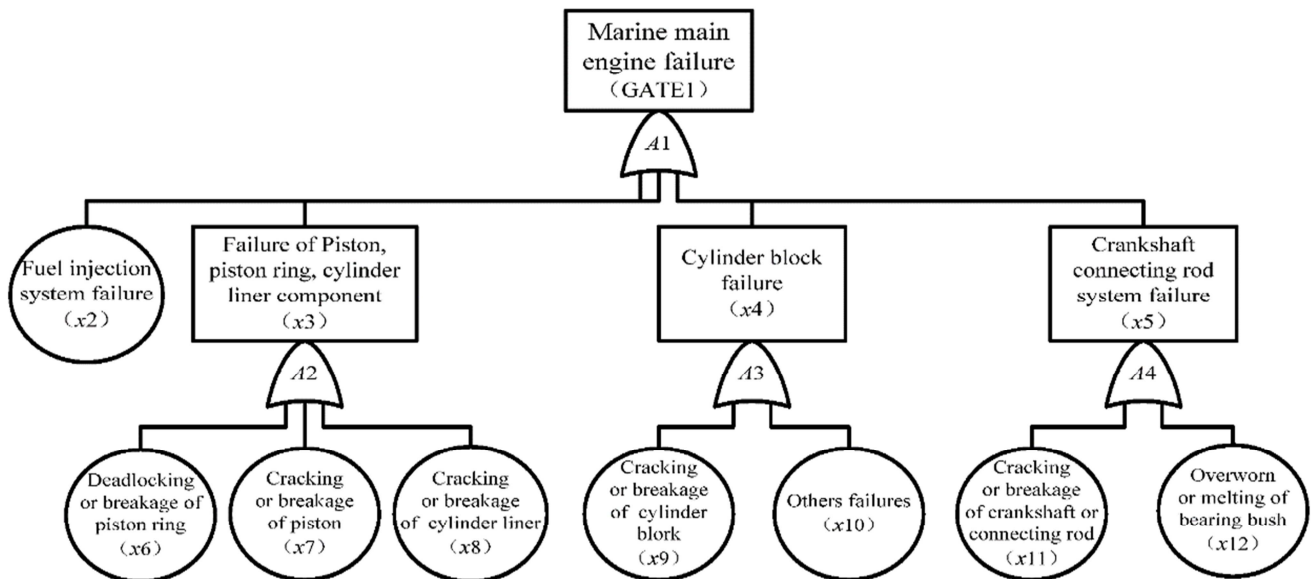 Marine main
engine failure
（GATE1）
A1
Fuel injection
system failure
（x2）
Failure of Piston,
piston ring, cylinder
liner component
（x3）
Cylinder block
failure
（x4）
Crankshaft
connecting rod
system failure
（x5）
A2
A3
A4
Deadlocking
or breakage of
piston ring
（x6）
Cracking
or breakage
of piston
（x7）
Cracking
or breakage
of cylinder liner
（x8）
Cracking
or breakage
of cylinder
blork
（x9）
Others failures
（x10）
Cracking
or breakage
of crankshaft or
connecting rod
（x11）
Overworn
or melting of
bearing bush
（x12）